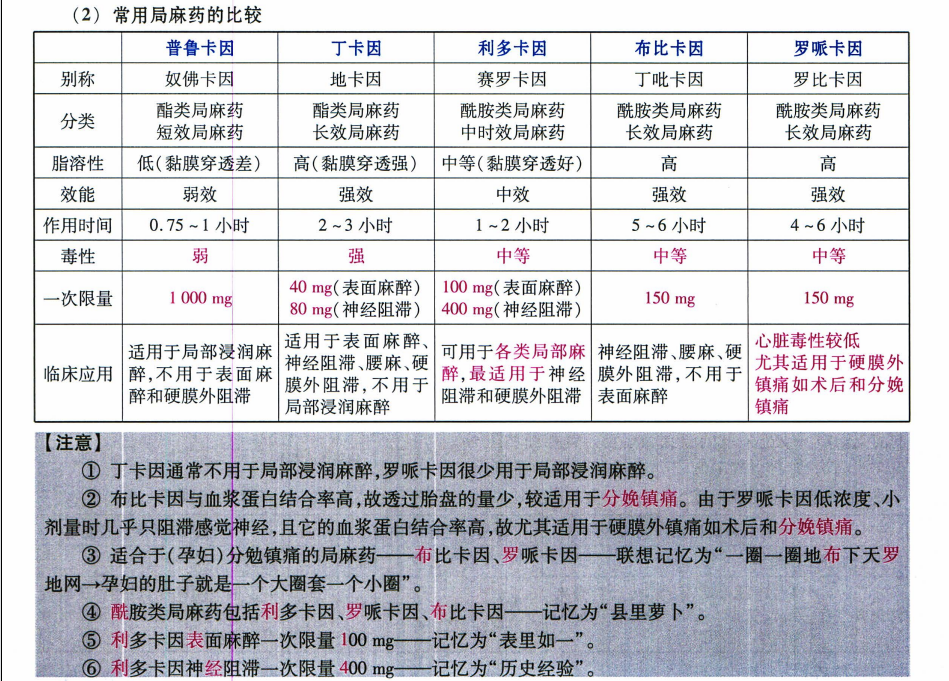 (2) 常用局麻药的比较
普鲁卡因 丁卡因 利多卡因 布比卡因 罗哌卡因
别称 奴佛卡因 地卡因 赛罗卡因 丁吡卡因 罗比卡因
分类 酯类局麻药 短效局麻药 酯类局麻药 长效局麻药 酰胺类局麻药 中时效局麻药 酰胺类局麻药 长效局麻药 酰胺类局麻药 长效局麻药
脂溶性 低(黏膜穿透差) 高(黏膜穿透强) 中等(黏膜穿透好) 高 高
效能 弱效 强效 中效 强效 强效
作用时间 0.75~1小时 2~3小时 1~2小时 5~6小时 4~6小时
毒性 弱 强 中等 中等 中等
一次限量 1 000 mg 40 mg(表面麻醉) 80 mg(神经阻滞) 100 mg(表面麻醉) 400 mg(神经阻滞) 150 mg 150 mg
临床应用 适用于局部浸润麻醉,不用于表面麻醉和硬膜外阻滞 适用于表面麻醉、神经阻滞、腰麻、硬膜外阻滞,不用于局部浸润麻醉 可用于各类局部麻醉,最适用于神经阻滞和硬膜外阻滞 神经阻滞、腰麻、硬膜外阻滞,不用于表面麻醉 心脏毒性较低 尤其适用于硬膜外镇痛如术后和分娩镇痛
【注意】
① 丁卡因通常不用于局部浸润麻醉,罗哌卡因很少用于局部浸润麻醉。
② 布比卡因与血浆蛋白结合率高,故透过胎盘的量少,较适用于分娩镇痛。由于罗哌卡因低浓度、小
剂量时几乎只阻滞感觉神经,且它的血浆蛋白结合率高,故尤其适用于硬膜外镇痛如术后和分娩镇痛。
③ 适合于(孕妇)分勉镇痛的局麻药——布比卡因、罗哌卡因——联想记忆为“一圈一圈地布下天罗
地网→孕妇的肚子就是一个大圈套一个小圈”。
④ 酰胺类局麻药包括利多卡因、罗哌卡因、布比卡因——记忆为“县里萝卜”。
⑤ 利多卡因表面麻醉一次限量100 mg——记忆为“表里如一”。
⑥ 利多卡因神经阻滞一次限量400 mg——记忆为“历史经验”。